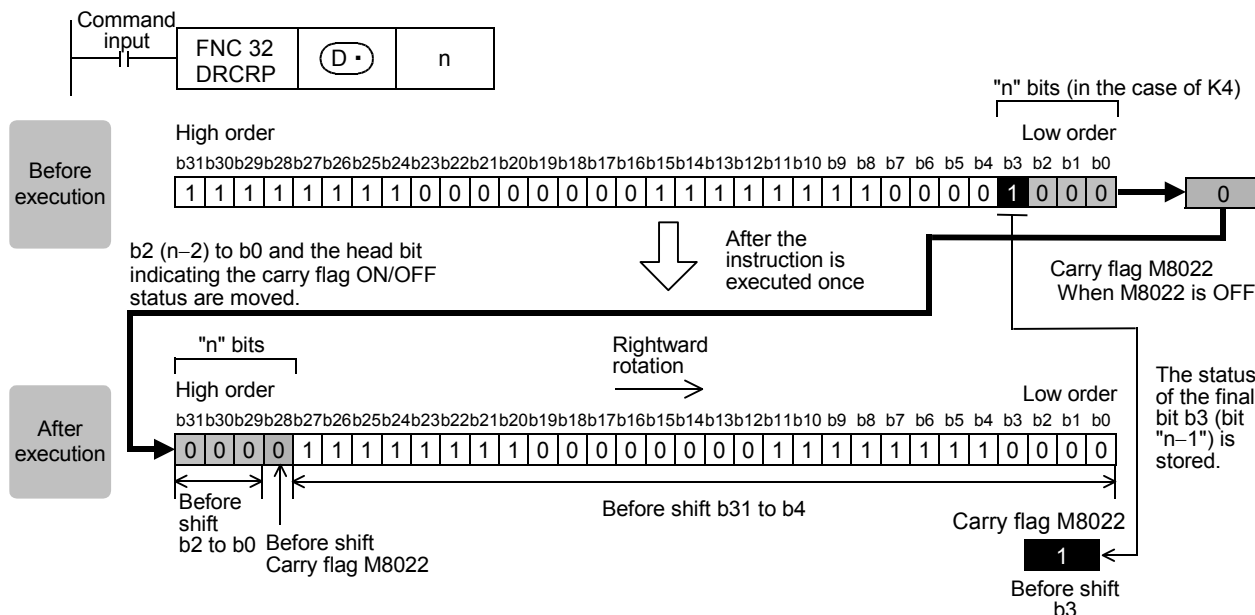 Command
input
FNC 32
DRCRP
D •
n
"n" bits (in the case of K4)
Before
execution
High order
Low order
b31b30b29b28b27b26b25b24b23b22b21b20b19b18b17b16b15b14b13b12b11b10 b9 b8 b7 b6 b5 b4 b3 b2 b1 b0
1 1 1 1 1 1 1 1 0 0 0 0 0 0 0 0 1 1 1 1 1 1 1 1 0 0 0 0 1 0 0 0
0
b2 (n−2) to b0 and the head bit
indicating the carry flag ON/OFF
status are moved.
After the
instruction is
executed once
Carry flag M8022
When M8022 is OFF
"n" bits
Rightward
rotation
After
execution
High order
Low order
b31b30b29b28b27b26b25b24b23b22b21b20b19b18b17b16b15b14b13b12b11b10 b9 b8 b7 b6 b5 b4 b3 b2 b1 b0
0 0 0 0 1 1 1 1 1 1 1 1 0 0 0 0 0 0 0 0 1 1 1 1 1 1 1 1 0 0 0 0
The status
of the final
bit b3 (bit
"n−1") is
stored.
Before
shift
b2 to b0
Before shift
Carry flag M8022
Before shift b31 to b4
Carry flag M8022
1
Before shift
b3